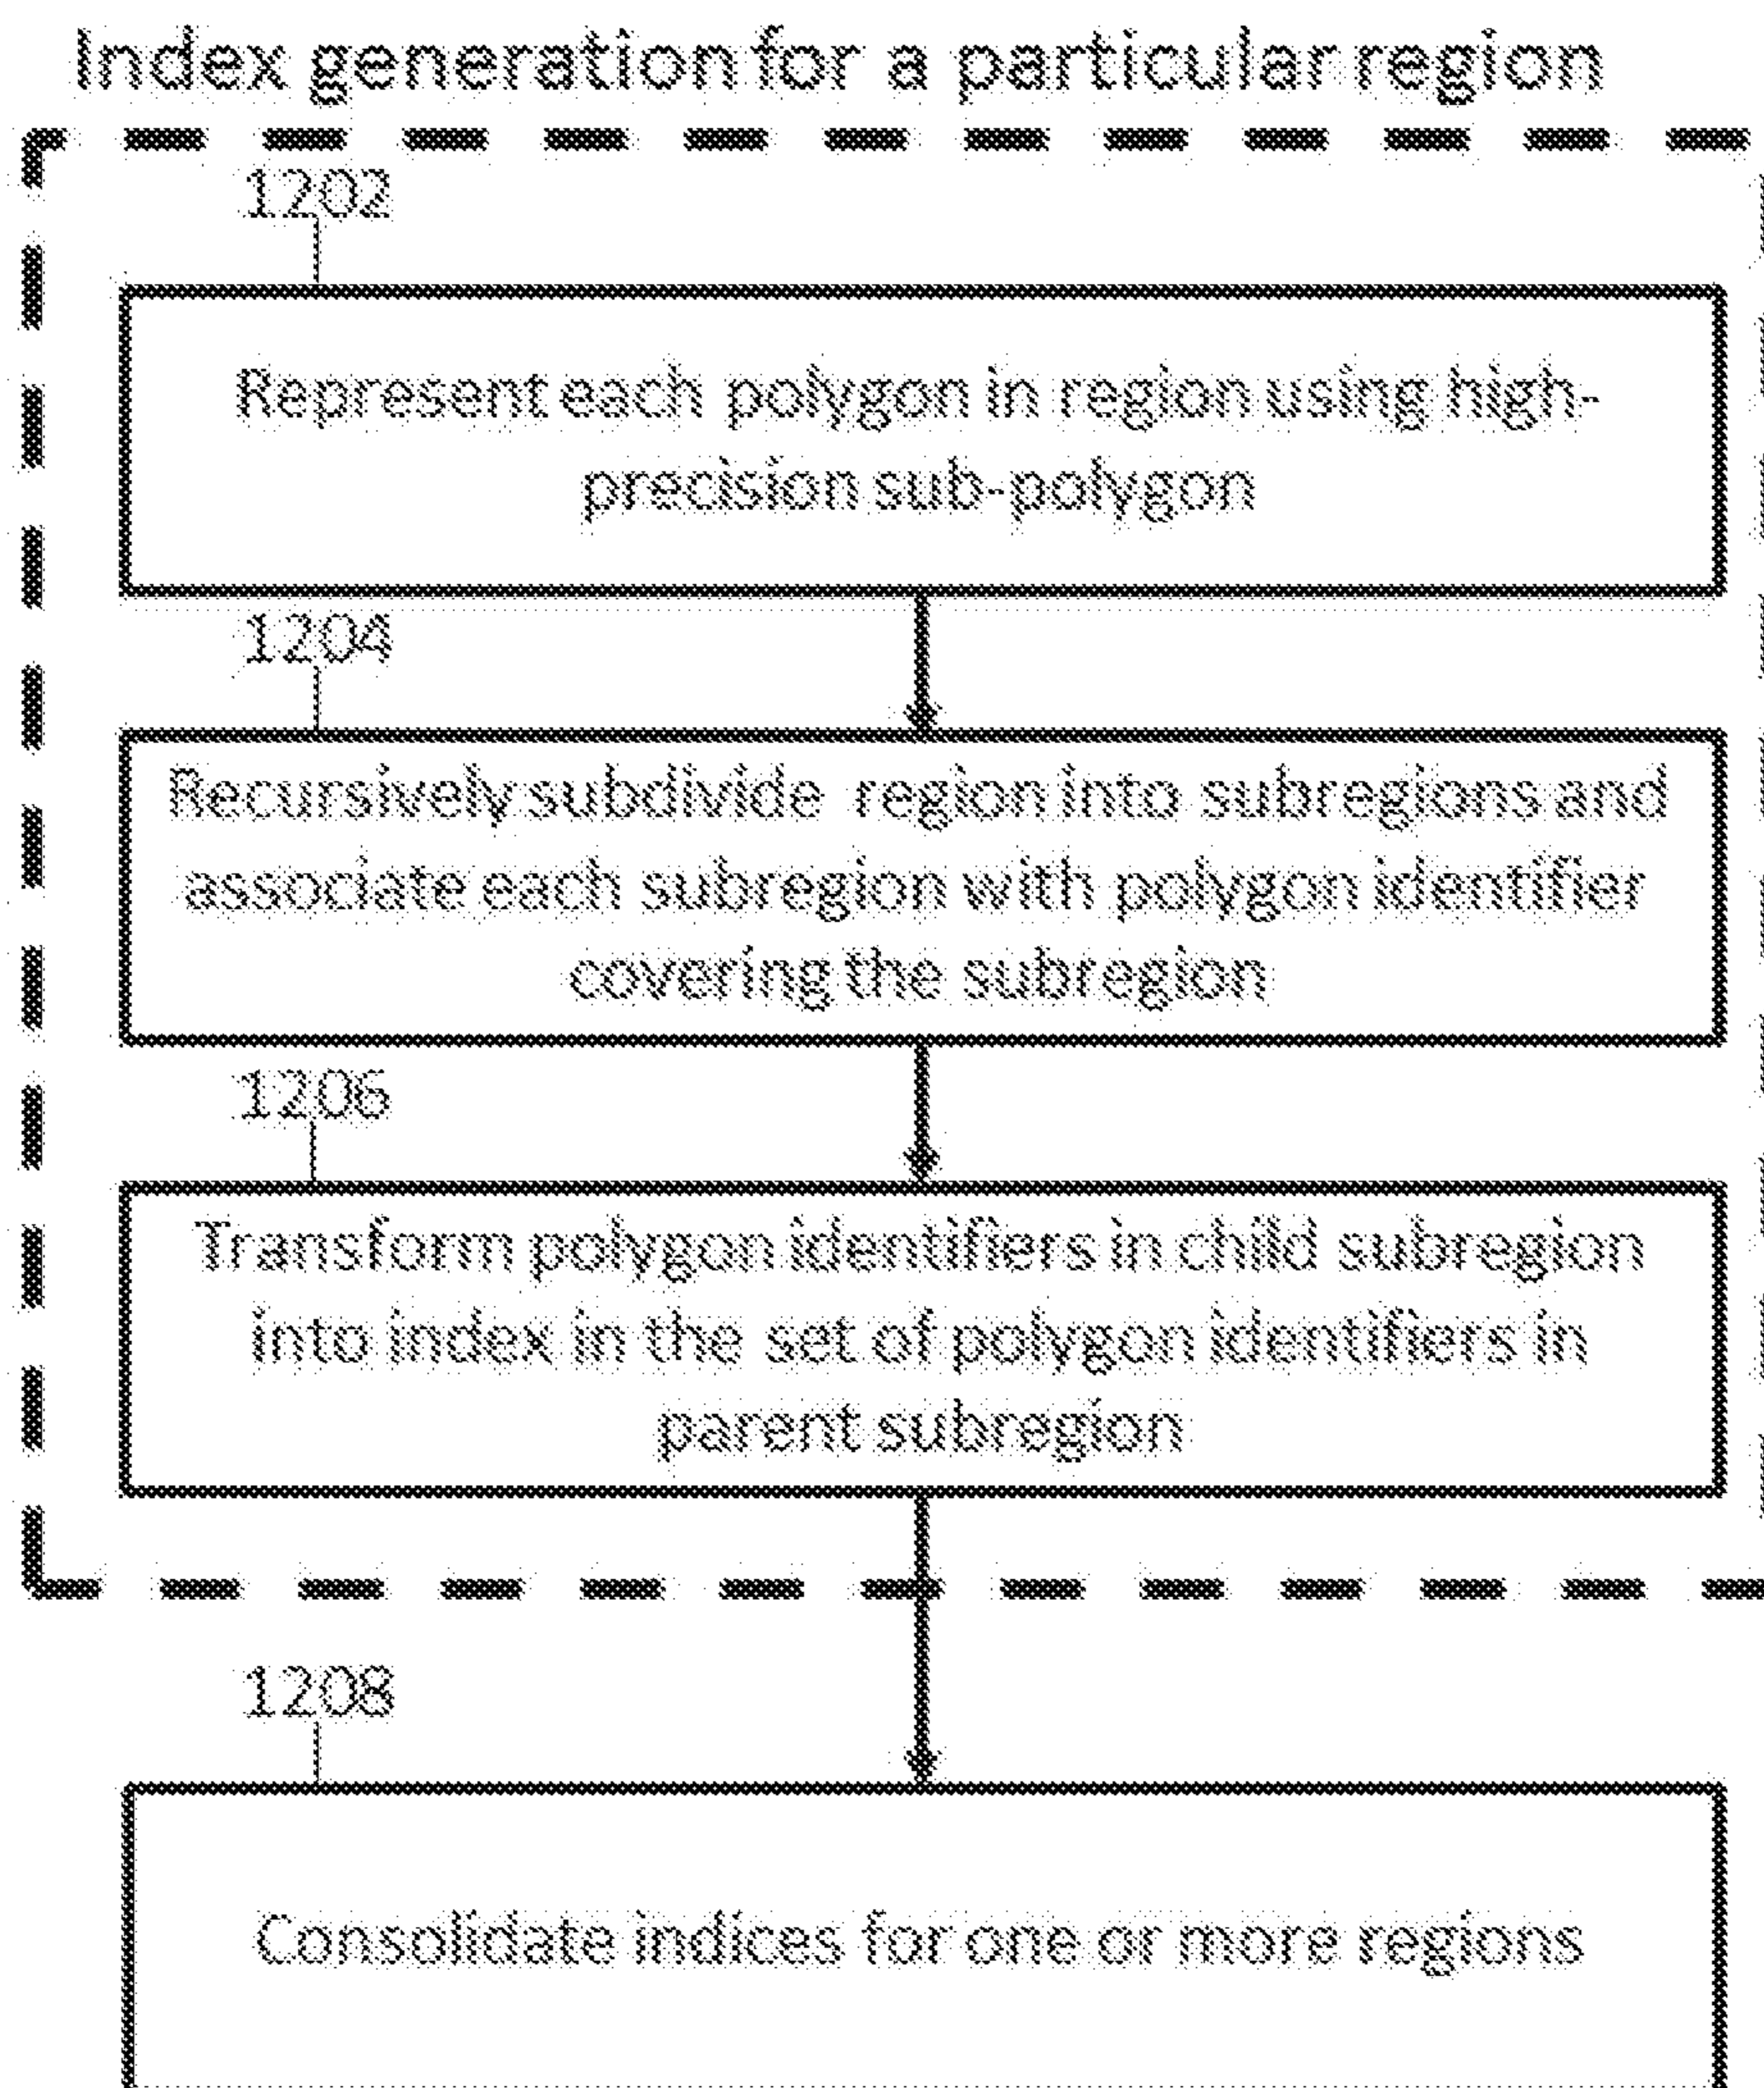 Index generation for a particular region
1202
Represent each polygon in region using high-
precision sub-polygon
1204
Recursively subdivide region into subregions and
associate each subregion with polygon identifier
covering the subregion
1206
Transform polygon identifiers in child subregion
into index in the set of polygon identifiers in
parent subregion
1208
Consolidate indices for one or more regions